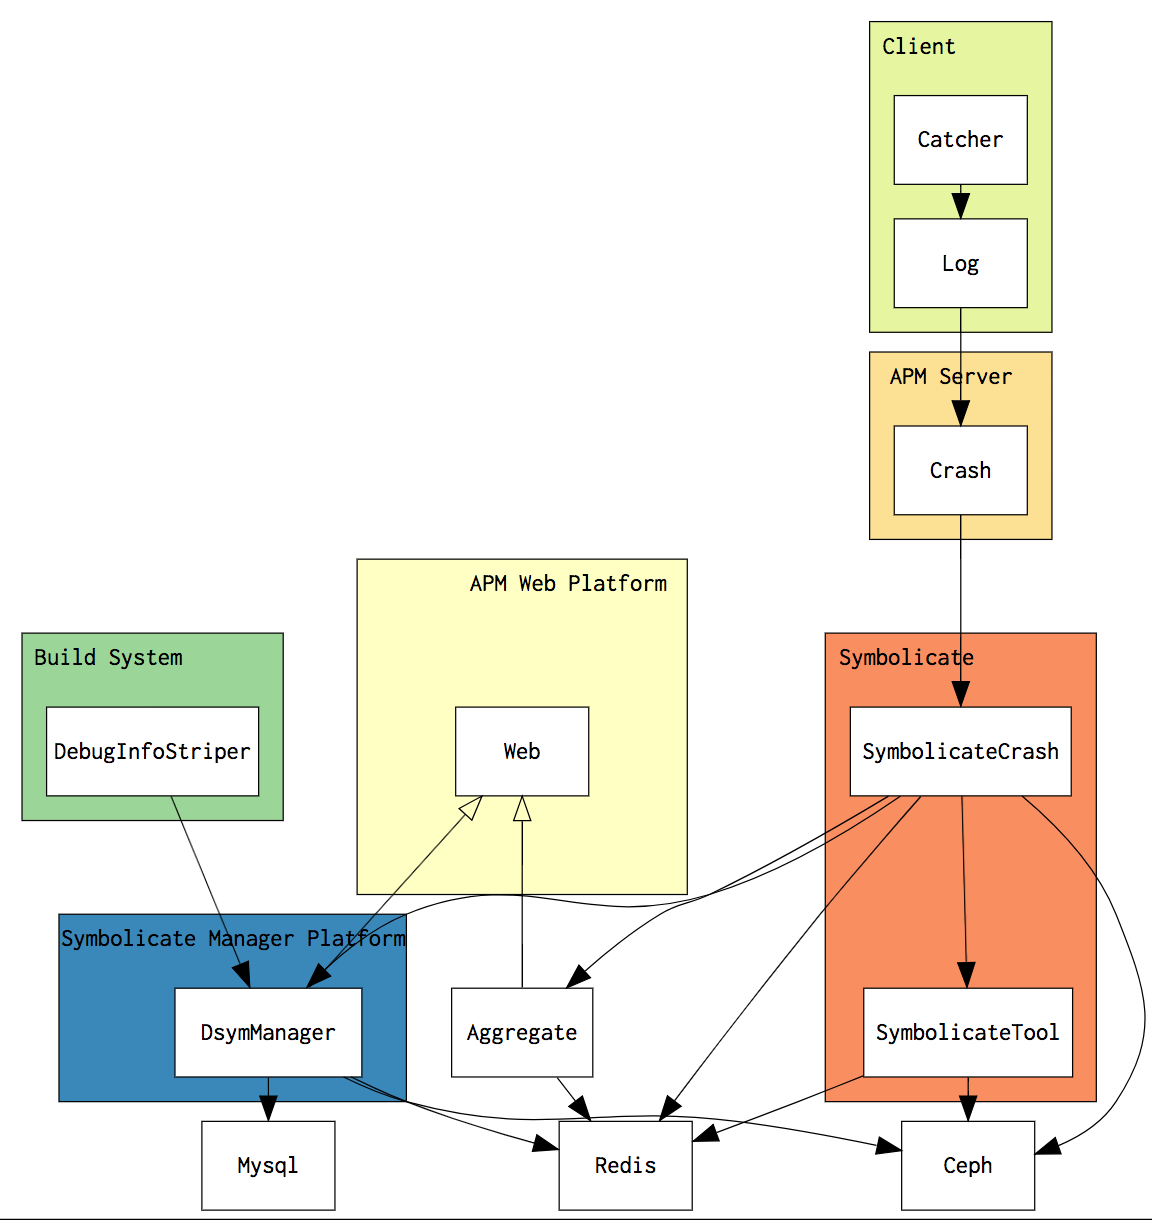 Client
Catcher
Log
APM Server
Crash
APM Web Platform
Build System
Symbolicate
DebugInfoStriper
Web
SymbolicateCrash
Symbolicate Manager Platform
DsymManager
Aggregate
SymbolicateTool
Mysql
Redis
Ceph